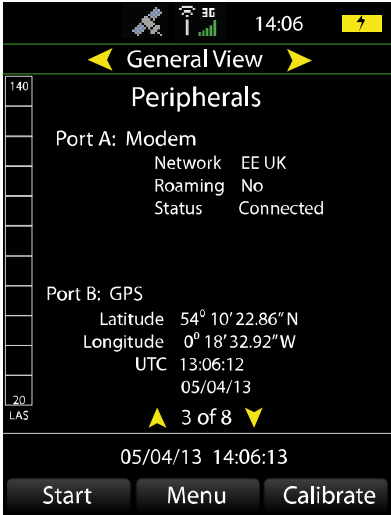 3G
14:06
General View
140
Peripherals
Port A: Modem
Network EE UK
Roaming No
Status Connected
Port B: GPS
Latitude 54⁰ 10' 22.86" N
Longitude 0⁰ 18' 32.92" W
UTC 13:06:12
05/04/13
20
LAS
3 of 8
05/04/13 14:06:13
Start Menu Calibrate